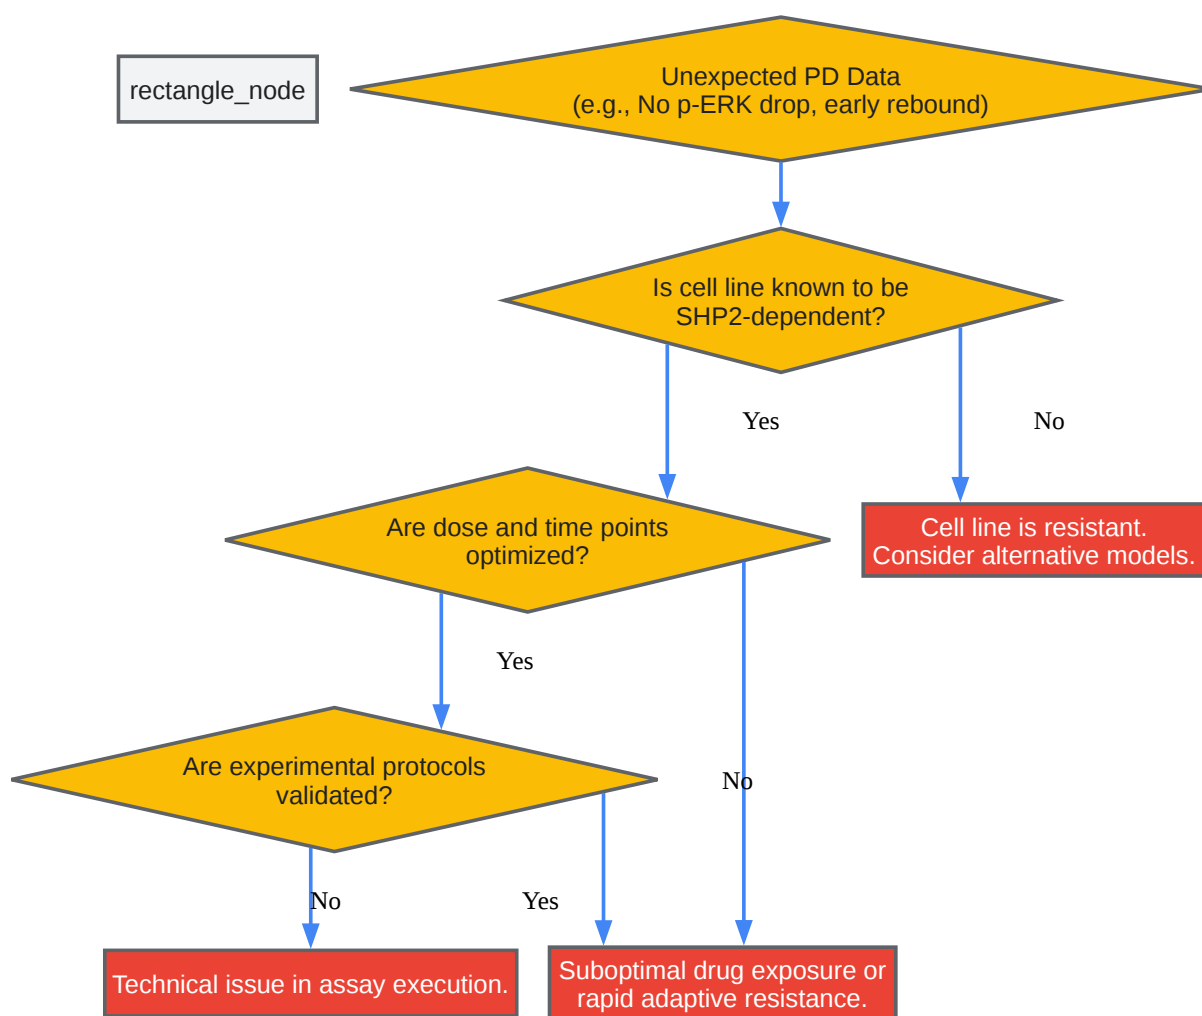 rectangle_node
Unexpected PD Data
(e.g., No p-ERK drop, early rebound)
Is cell line known to be
SHP2-dependent?
Yes
No
Are dose and time points
optimized?
Cell line is resistant.
Consider alternative models.
Yes
Are experimental protocols
validated?
No
No
Yes
Technical issue in assay execution.
Suboptimal drug exposure or
rapid adaptive resistance.